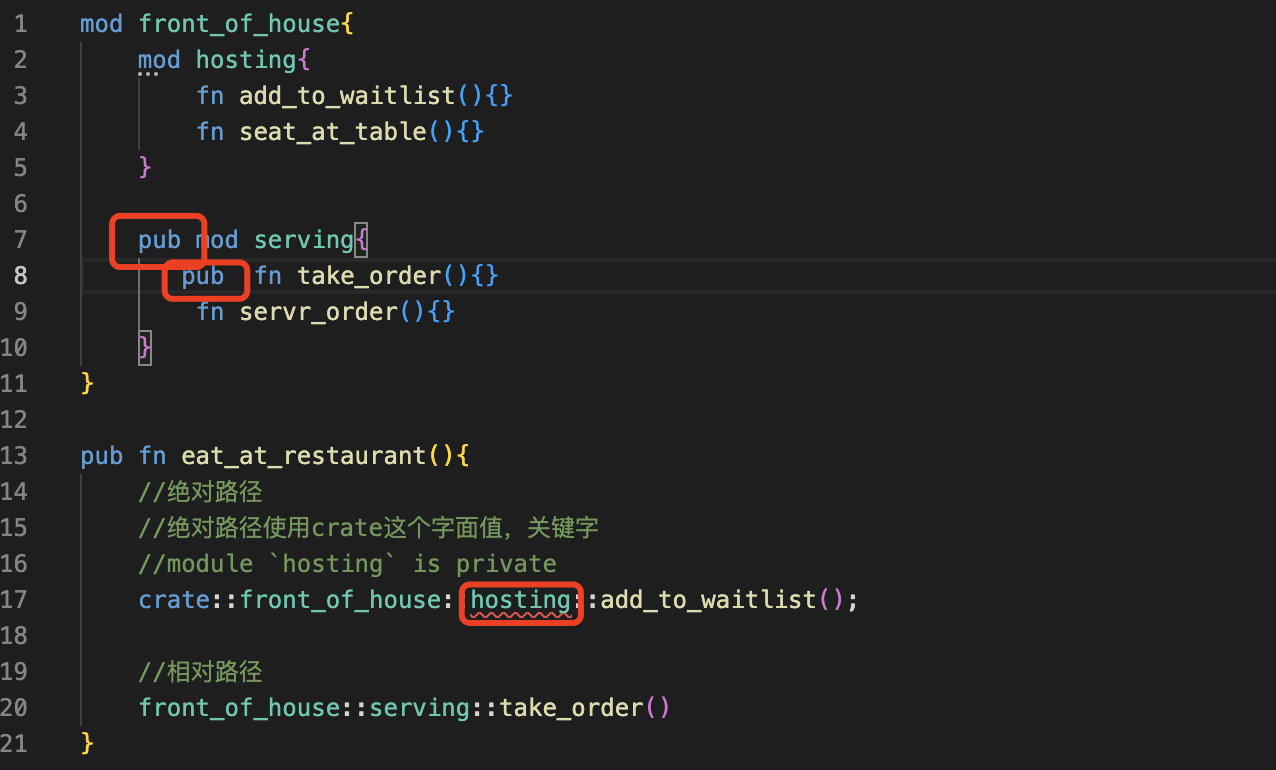 1 mod front_of_house{
2 mod hosting{
3 fn add_to_waitlist(){}
4 fn seat_at_table(){}
5 }
6
7 pub mod serving{
8 pub fn take_order(){}
9 fn servr_order(){}
10 }
11 }
12
13 pub fn eat_at_restaurant(){
14 //绝对路径
15 //绝对路径使用crate这个字面值，关键字
16 //module `hosting` is private
17 crate::front_of_house::hosting::add_to_waitlist();
18
19 //相对路径
20 front_of_house::serving::take_order()
21 }